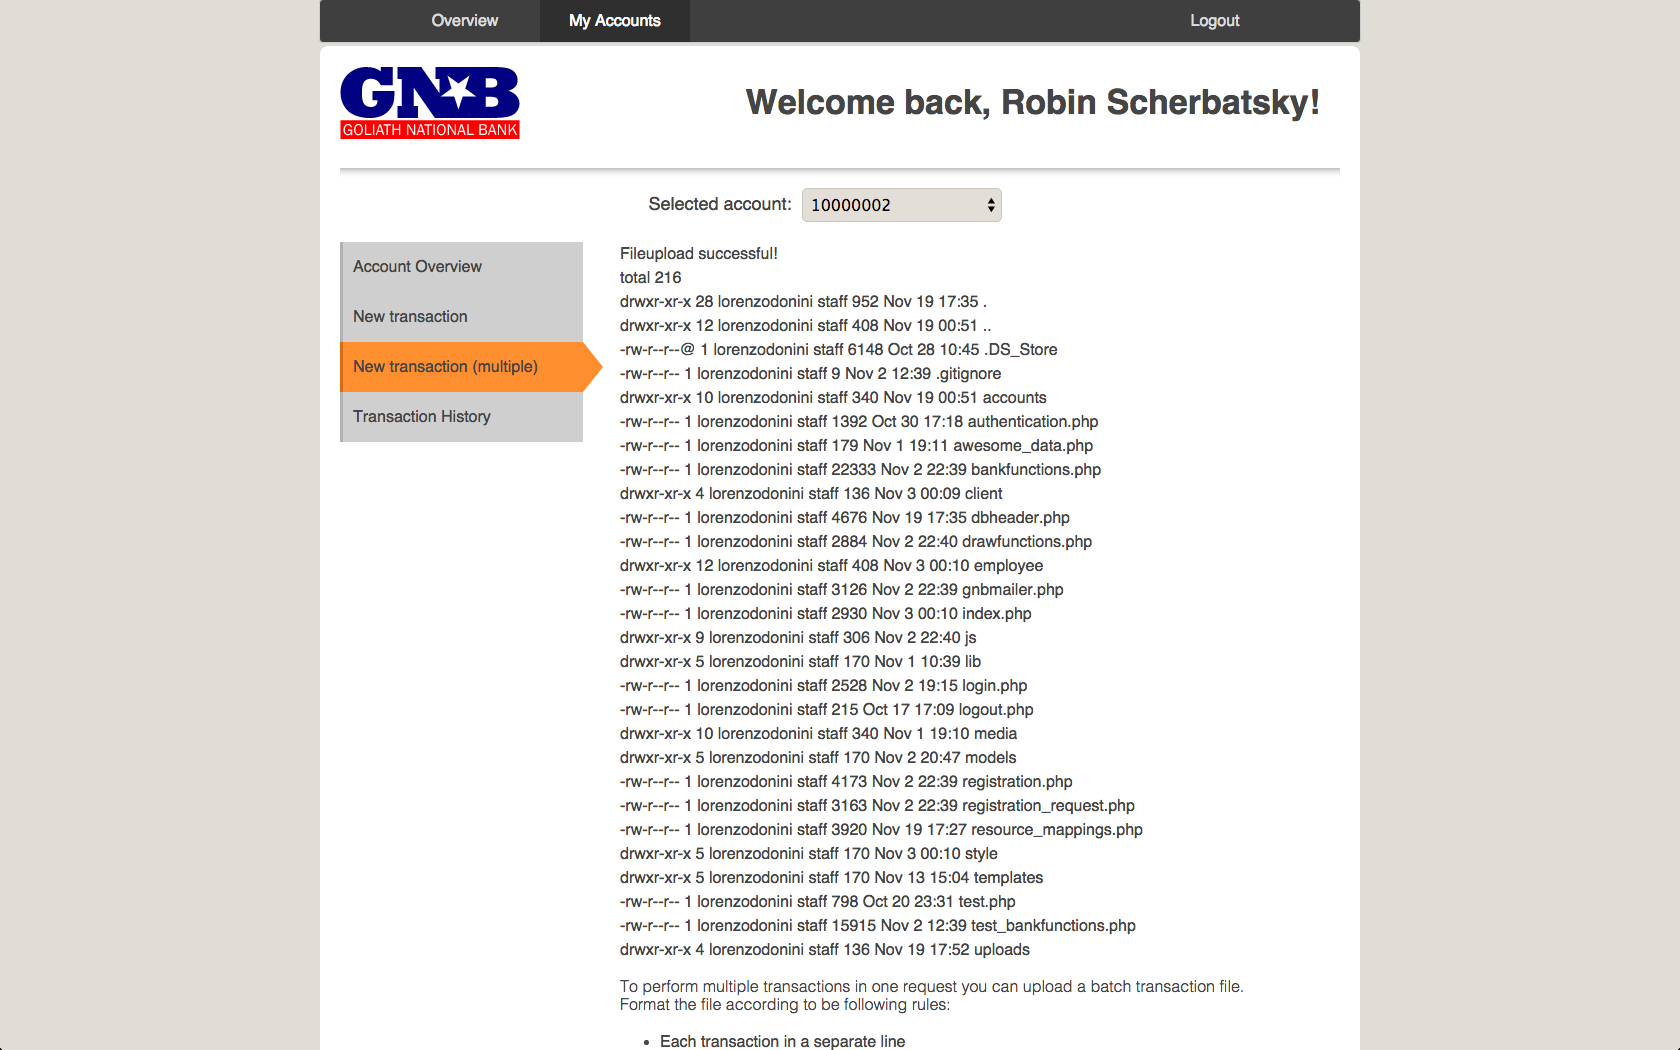 Overview My Accounts Logout
GNB
GOLIATH NATIONAL BANK
Welcome back, Robin Scherbatsky!
Selected account: 10000002
Account Overview
New transaction
New transaction (multiple)
Transaction History
Fileupload successful!
total 216
drwxr-xr-x 28 lorenzodonini staff 952 Nov 19 17:35 .
drwxr-xr-x 12 lorenzodonini staff 408 Nov 19 00:51 ..
-rw-r--r--@ 1 lorenzodonini staff 6148 Oct 28 10:45 .DS_Store
-rw-r--r-- 1 lorenzodonini staff 9 Nov 2 12:39 .gitignore
drwxr-xr-x 10 lorenzodonini staff 340 Nov 19 00:51 accounts
-rw-r--r-- 1 lorenzodonini staff 1392 Oct 30 17:18 authentication.php
-rw-r--r-- 1 lorenzodonini staff 179 Nov 1 19:11 awesome_data.php
-rw-r--r-- 1 lorenzodonini staff 22333 Nov 2 22:39 bankfunctions.php
drwxr-xr-x 4 lorenzodonini staff 136 Nov 3 00:09 client
-rw-r--r-- 1 lorenzodonini staff 4676 Nov 19 17:35 dbheader.php
-rw-r--r-- 1 lorenzodonini staff 2884 Nov 2 22:40 drawfunctions.php
drwxr-xr-x 12 lorenzodonini staff 408 Nov 3 00:10 employee
-rw-r--r-- 1 lorenzodonini staff 3126 Nov 2 22:39 gnbmailer.php
-rw-r--r-- 1 lorenzodonini staff 2930 Nov 3 00:10 index.php
drwxr-xr-x 9 lorenzodonini staff 306 Nov 2 22:40 js
drwxr-xr-x 5 lorenzodonini staff 170 Nov 1 10:39 lib
-rw-r--r-- 1 lorenzodonini staff 2528 Nov 2 19:15 login.php
-rw-r--r-- 1 lorenzodonini staff 215 Oct 17 17:09 logout.php
drwxr-xr-x 10 lorenzodonini staff 340 Nov 1 19:10 media
drwxr-xr-x 5 lorenzodonini staff 170 Nov 2 20:47 models
-rw-r--r-- 1 lorenzodonini staff 4173 Nov 2 22:39 registration.php
-rw-r--r-- 1 lorenzodonini staff 3163 Nov 2 22:39 registration_request.php
-rw-r--r-- 1 lorenzodonini staff 3920 Nov 19 17:27 resource_mappings.php
drwxr-xr-x 5 lorenzodonini staff 170 Nov 3 00:10 style
drwxr-xr-x 5 lorenzodonini staff 170 Nov 13 15:04 templates
-rw-r--r-- 1 lorenzodonini staff 798 Oct 20 23:31 test.php
-rw-r--r-- 1 lorenzodonini staff 15915 Nov 2 12:39 test_bankfunctions.php
drwxr-xr-x 4 lorenzodonini staff 136 Nov 19 17:52 uploads
To perform multiple transactions in one request you can upload a batch transaction file.
Format the file according to be following rules:
• Each transaction in a separate line